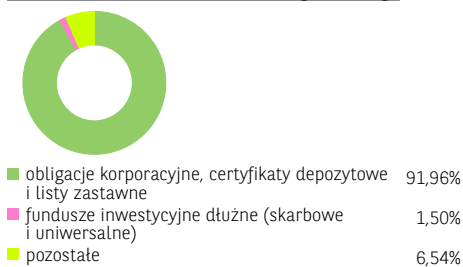 obligacje korporacyjne, certyfikaty depozytowe 91,96%
i listy zastawne
fundusze inwestycyjne dłużne (skarbowe 1,50%
i uniwersalne)
pozostałe 6,54%